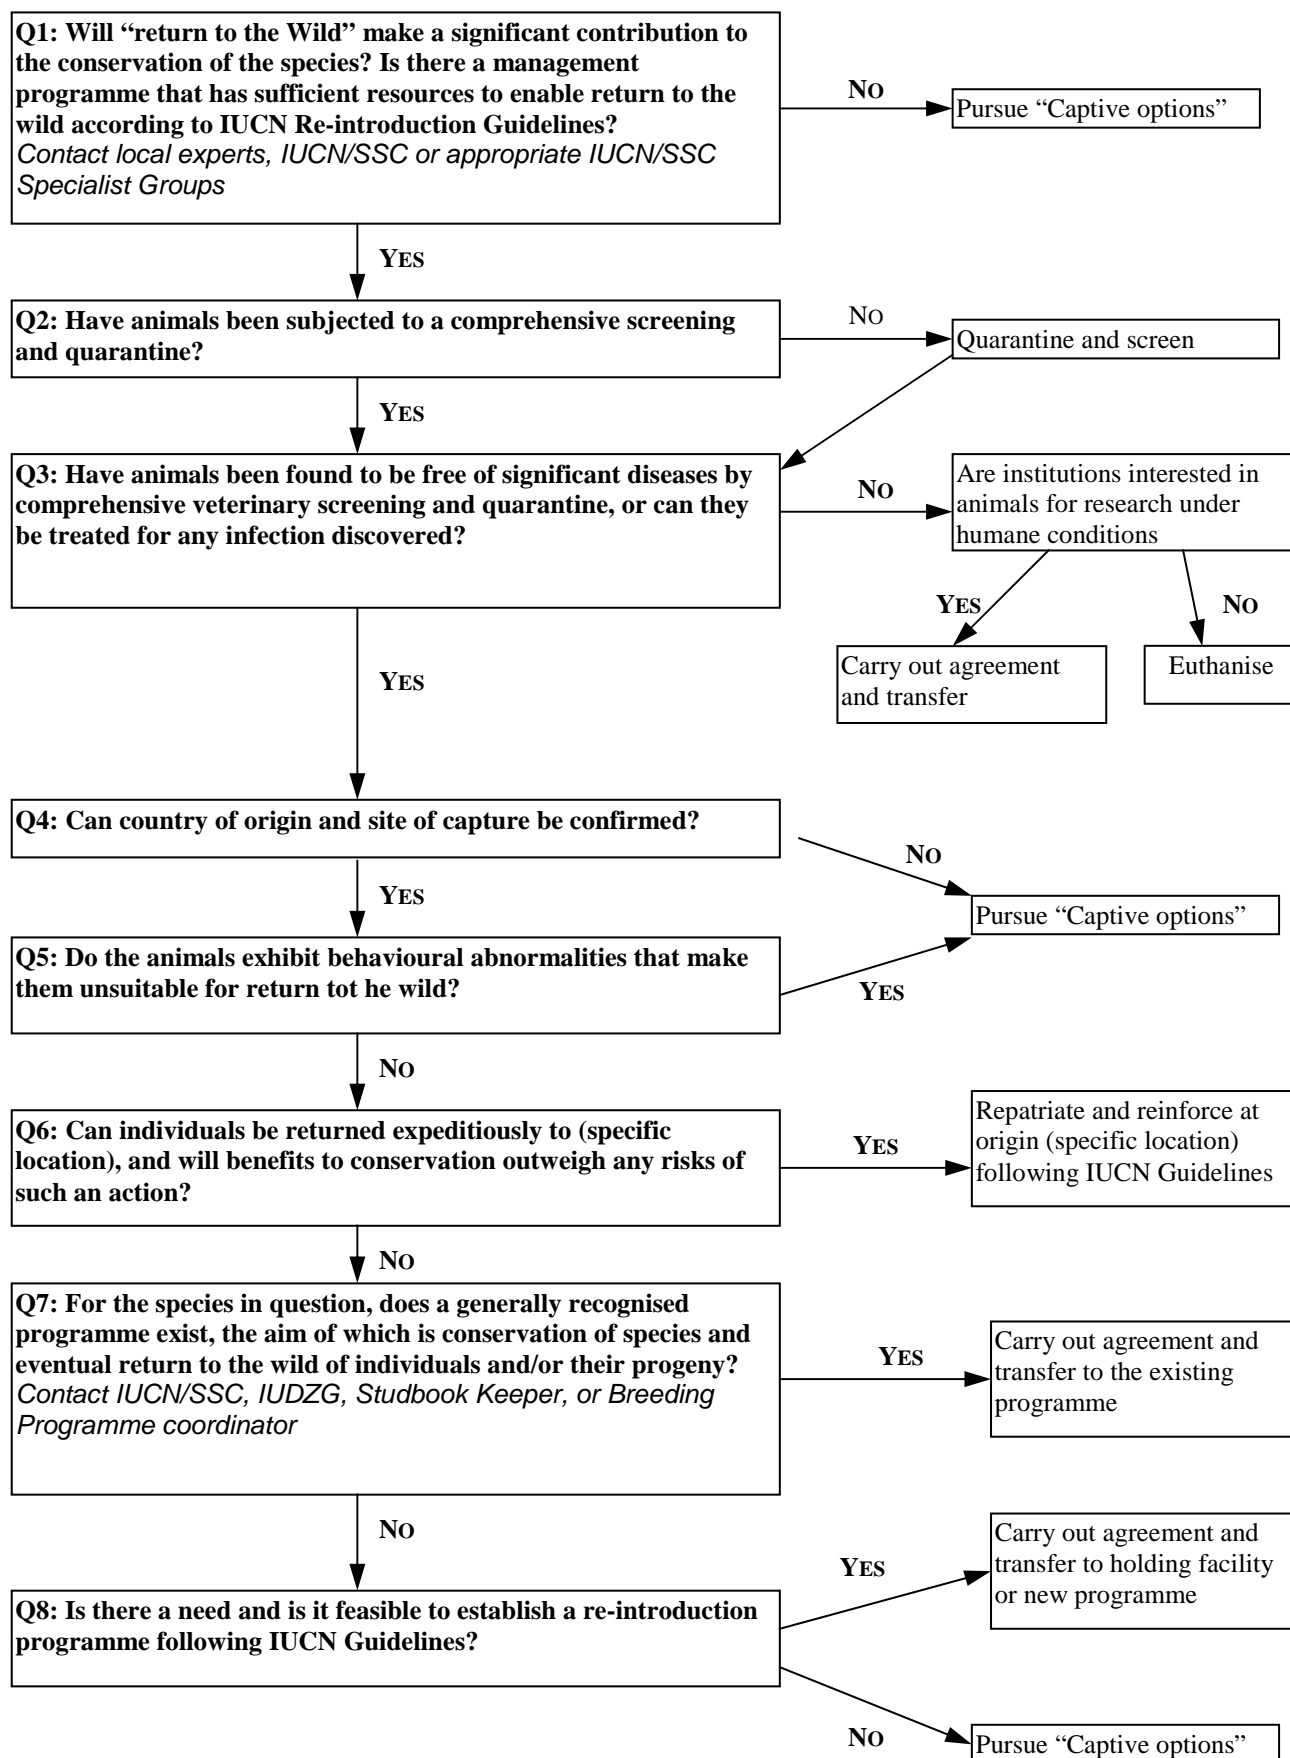 Q1: Will “return to the Wild” make a significant contribution to
the conservation of the species? Is there a management
programme that has sufficient resources to enable return to the
wild according to IUCN Re-introduction Guidelines?
Contact local experts, IUCN/SSC or appropriate IUCN/SSC
Specialist Groups
NO
Pursue “Captive options”
YES
Q2: Have animals been subjected to a comprehensive screening
and quarantine?
NO
Quarantine and screen
YES
Q3: Have animals been found to be free of significant diseases by
comprehensive veterinary screening and quarantine, or can they
be treated for any infection discovered?
NO
Are institutions interested in
animals for research under
humane conditions
YES
NO
Carry out agreement
and transfer
Euthanise
YES
Q4: Can country of origin and site of capture be confirmed?
NO
YES
Pursue “Captive options”
Q5: Do the animals exhibit behavioural abnormalities that make
them unsuitable for return tot he wild?
YES
NO
Q6: Can individuals be returned expeditiously to (specific
location), and will benefits to conservation outweigh any risks of
such an action?
YES
Repatriate and reinforce at
origin (specific location)
following IUCN Guidelines
NO
Q7: For the species in question, does a generally recognised
programme exist, the aim of which is conservation of species and
eventual return to the wild of individuals and/or their progeny?
Contact IUCN/SSC, IUDZG, Studbook Keeper, or Breeding
Programme coordinator
YES
Carry out agreement and
transfer to the existing
programme
NO
Q8: Is there a need and is it feasible to establish a re-introduction
programme following IUCN Guidelines?
YES
Carry out agreement and
transfer to holding facility
or new programme
NO
Pursue “Captive options”